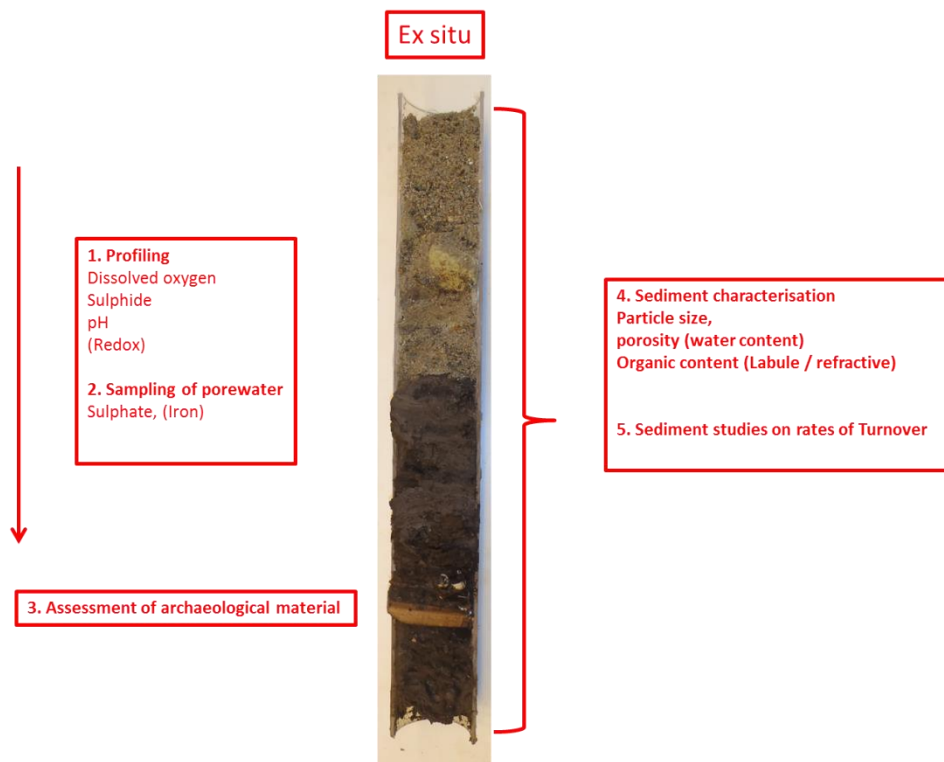 Ex situ
1. Profiling
Dissolved oxygen
Sulphide
pH
(Redox)
2. Sampling of porewater
Sulphate, (Iron)
3. Assessment of archaeological material
4. Sediment characterisation
Particle size,
porosity (water content)
Organic content (Labule / refractive)
5. Sediment studies on rates of Turnover